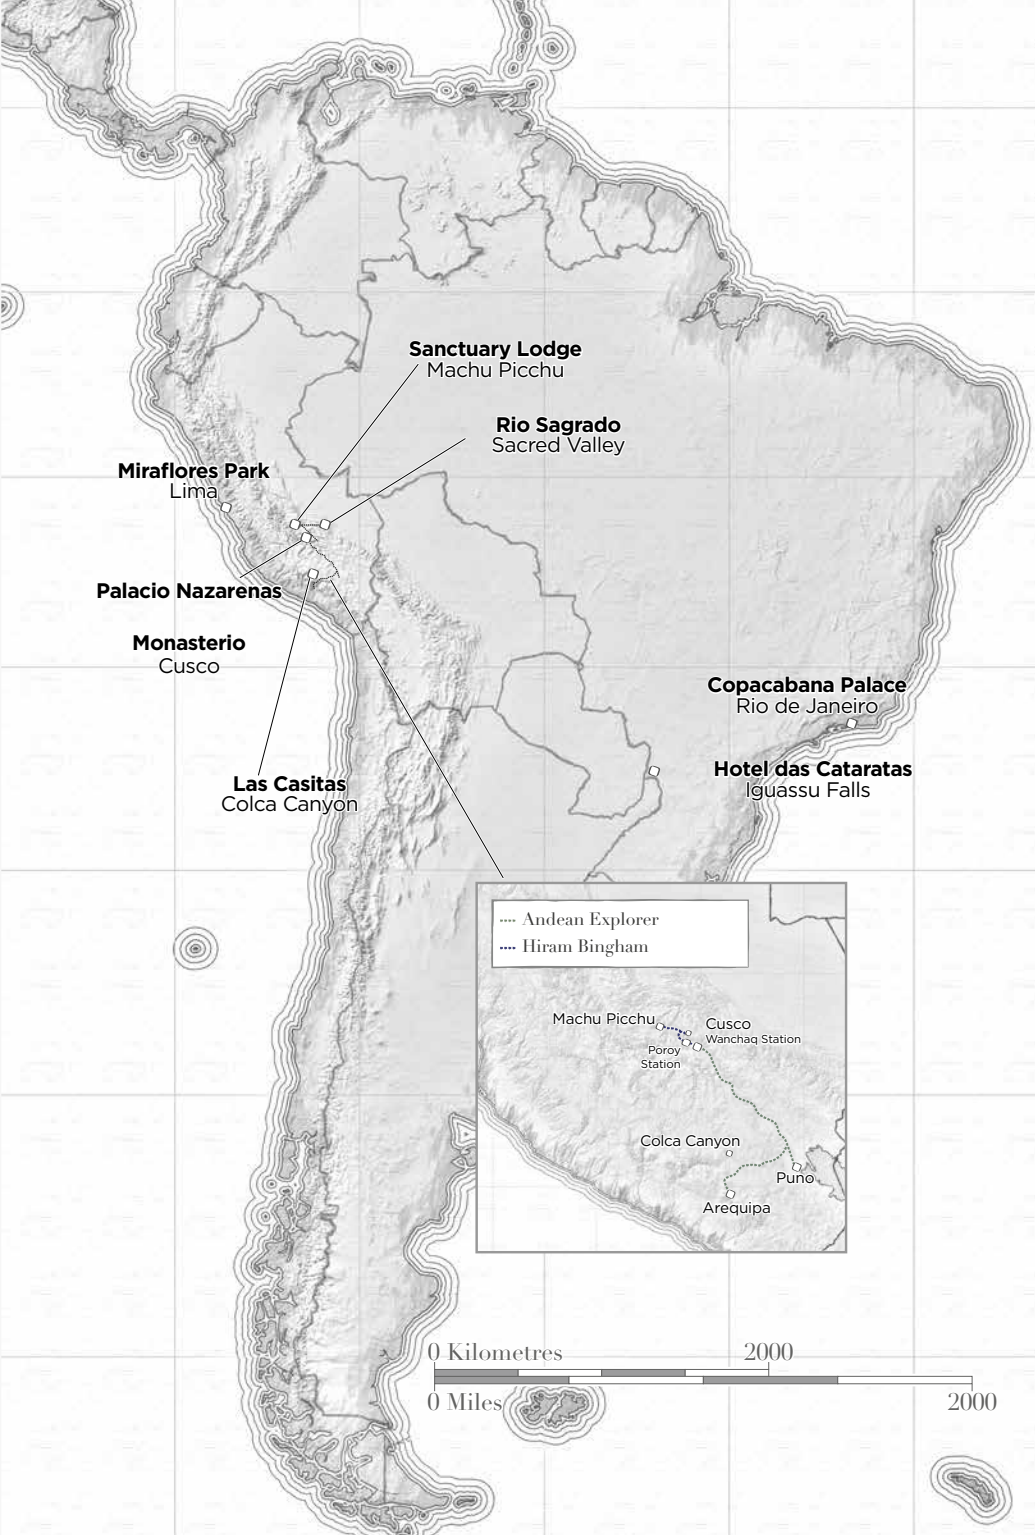 Sanctuary Lodge
Machu Picchu
Rio Sagrado
Sacred Valley
Miraflores Park
Lima
Palacio Nazarenas
Monasterio
Cusco
Copacabana Palace
Rio de Janeiro
Hotel das Cataratas
Iguassu Falls
Las Casitas
Colca Canyon
Andean Explorer
Hiram Bingham
Machu Picchu
Cusco
Wanchaq Station
Poroy
Station
Colca Canyon
Puno
Arequipa
0 Kilometres 2000
0 Miles 2000